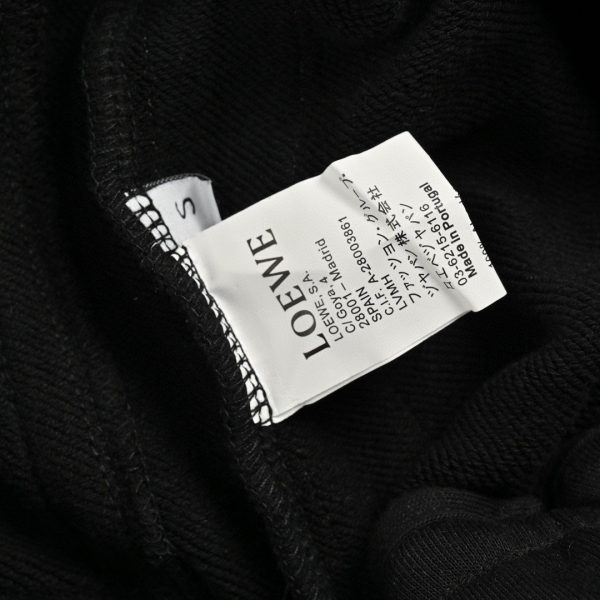 S
LOEWE
LOEWE, S.A.
C/Goya, 4
28001 – Madrid
SPAIN
C.I.F. A-28003861
LVMH
ファッション・グループ・
ジャパン株式会社
ロエベ ジャパン
03-6215-6116
Made in Portugal